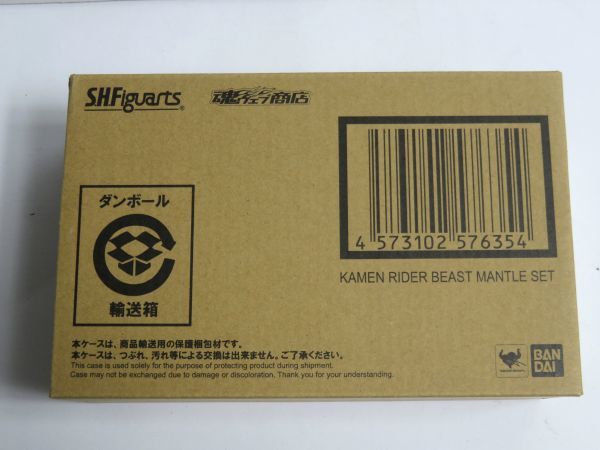 S.H.Figuarts®
魂ウェブ商店
4 573102 576354
KAMEN RIDER BEAST MANTLE SET
ダンボール
輸送箱
本ケースは、商品輸送用の保護梱包材です。
本ケースは、つぶれ、汚れ等による交換は出来ません。ご了承ください。
This case is used solely for the purpose of protecting product during shipment.
Case may not be exchanged due to damage or discoloration. Thank you for your understanding.
BAN
DAI